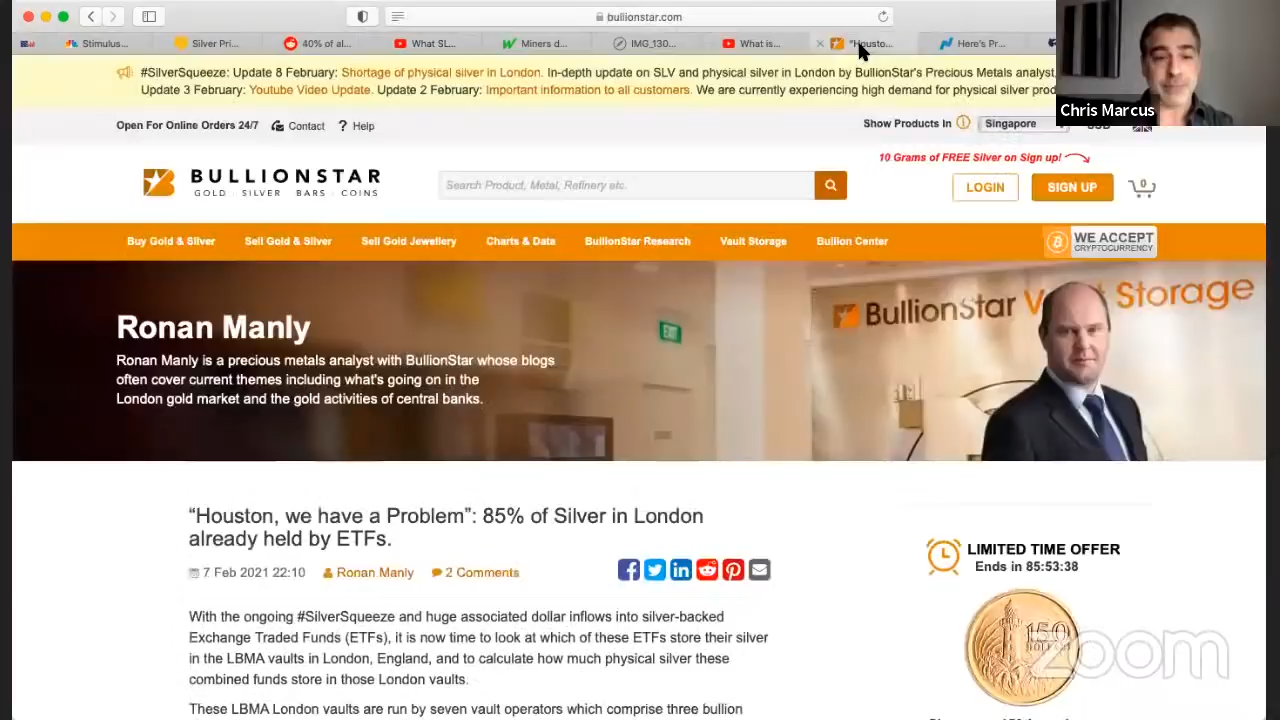 bullionstar.com
Stimulus...
Silver Pri...
40% of al...
What SL...
Miners d...
IMG_130...
What is...
"Housto...
Here's Pr...
#SilverSqueeze: Update 8 February: Shortage of physical silver in London. In-depth update on SLV and physical silver in London by BullionStar's Precious Metals analyst,
Update 3 February: Youtube Video Update. Update 2 February: Important information to all customers. We are currently experiencing high demand for physical silver prod
Chris Marcus
Open For Online Orders 24/7
Contact
? Help
Show Products In
Singapore
10 Grams of FREE Silver on Sign up!
BULLIONSTAR
GOLD · SILVER · BARS · COINS
Search Product, Metal, Refinery etc.
LOGIN
SIGN UP
0
Buy Gold & Silver
Sell Gold & Silver
Sell Gold Jewellery
Charts & Data
BullionStar Research
Vault Storage
Bullion Center
WE ACCEPT
CRYPTOCURRENCY
Ronan Manly
Ronan Manly is a precious metals analyst with BullionStar whose blogs
often cover current themes including what's going on in the
London gold market and the gold activities of central banks.
EXIT
BullionStar Vault Storage
“Houston, we have a Problem”: 85% of Silver in London
already held by ETFs.
7 Feb 2021 22:10
Ronan Manly
2 Comments
With the ongoing #SilverSqueeze and huge associated dollar inflows into silver-backed
Exchange Traded Funds (ETFs), it is now time to look at which of these ETFs store their silver
in the LBMA vaults in London, England, and to calculate how much physical silver these
combined funds store in those London vaults.
These LBMA London vaults are run by seven vault operators which comprise three bullion
LIMITED TIME OFFER
Ends in 85:53:38
150
DOLLARS
zoom